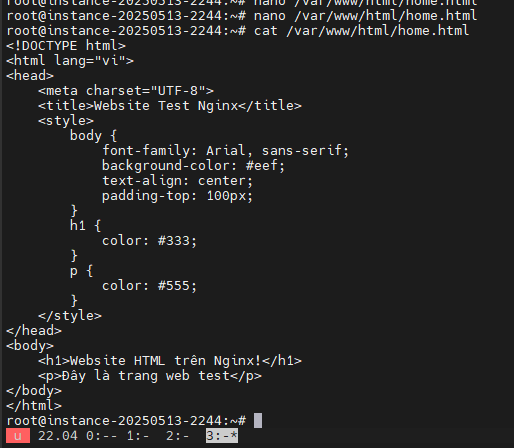 root@instance-20250513-2244:~# nano /var/www/html/home.html
root@instance-20250513-2244:~# nano /var/www/html/home.html
root@instance-20250513-2244:~# cat /var/www/html/home.html
<!DOCTYPE html>
<html lang="vi">
<head>
    <meta charset="UTF-8">
    <title>Website Test Nginx</title>
    <style>
        body {
            font-family: Arial, sans-serif;
            background-color: #eef;
            text-align: center;
            padding-top: 100px;
        }
        h1 {
            color: #333;
        }
        p {
            color: #555;
        }
    </style>
</head>
<body>
    <h1>Website HTML trên Nginx!</h1>
    <p>Đây là trang web test</p>
</body>
</html>
root@instance-20250513-2244:~#
u 22.04 0:-- 1:- 2:- 3:-*